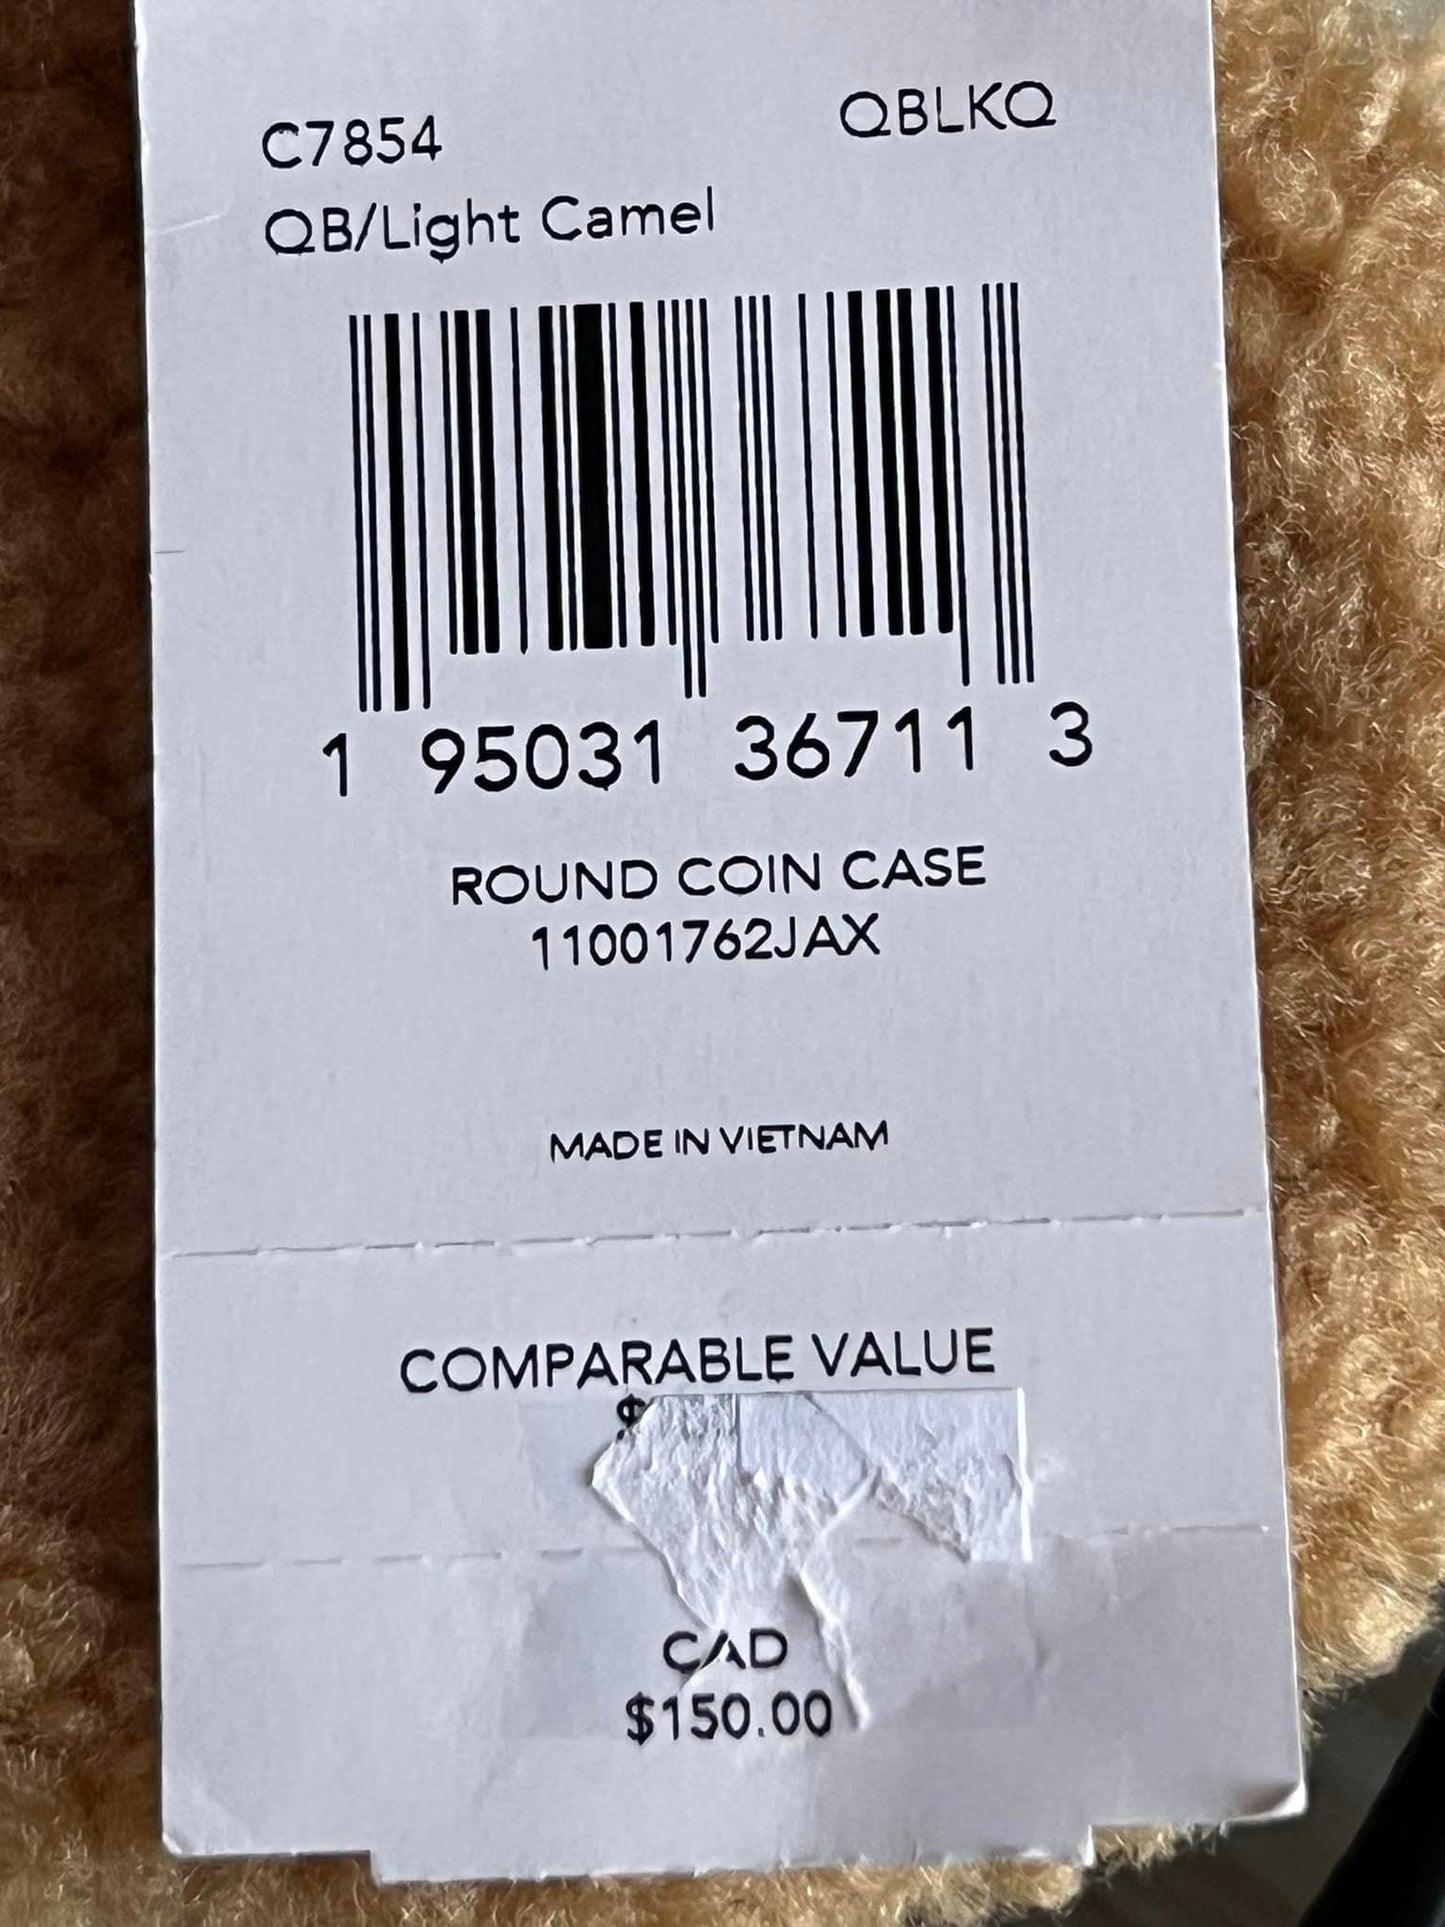 C7854 QBLKQ
QB/Light Camel
1 95031 36711 3
ROUND COIN CASE
11001762JAX
MADE IN VIETNAM
COMPARABLE VALUE
$
CAD
$150.00